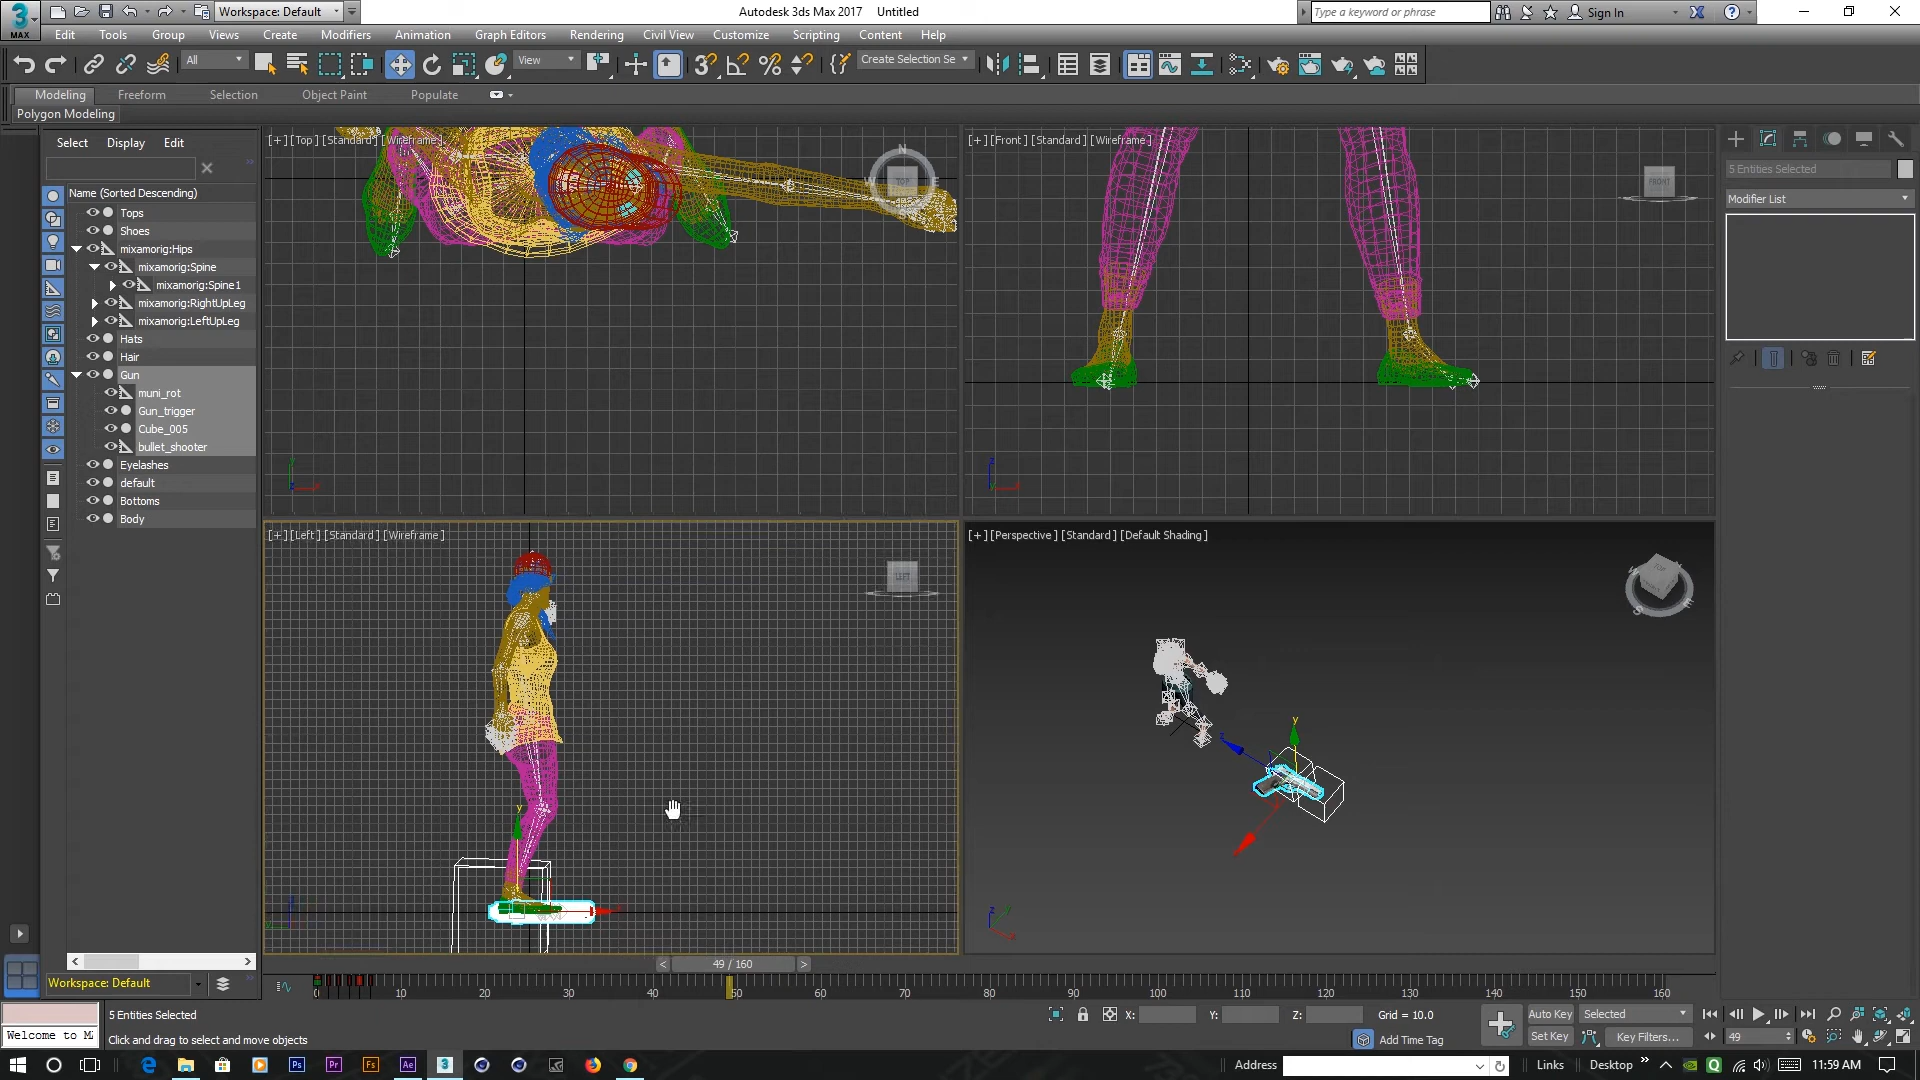 Workspace: Default
Autodesk 3ds Max 2017 Untitled
Type a keyword or phrase
Sign In
MAX
Edit Tools Group Views Create Modifiers Animation Graph Editors Rendering Civil View Customize Scripting Content Help
All
View
Create Selection Se
Modeling Freeform Selection Object Paint Populate
Polygon Modeling
Select Display Edit
Name (Sorted Descending)
Tops
Shoes
mixamorig:Hips
mixamorig:Spine
mixamorig:Spine1
mixamorig:RightUpLeg
mixamorig:LeftUpLeg
Hats
Hair
Gun
muni_rot
Gun_trigger
Cube_005
bullet_shooter
Eyelashes
default
Bottoms
Body
[+] [Top] [Standard] [Wireframe]
[+] [Front] [Standard] [Wireframe]
[+] [Left] [Standard] [Wireframe]
[+] [Perspective] [Standard] [Default Shading]
N
TOP
FRONT
LEFT
5 Entities Selected
Modifier List
< 49 / 160 >
Workspace: Default
0 10 20 30 40 50 60 70 80 90 100 110 120 130 140 150 160
5 Entities Selected
X: Y: Z: Grid = 10.0
Auto Key Selected
Welcome to M
Click and drag to select and move objects
Add Time Tag
Set Key Key Filters...
49
Address Links Desktop 11:59 AM